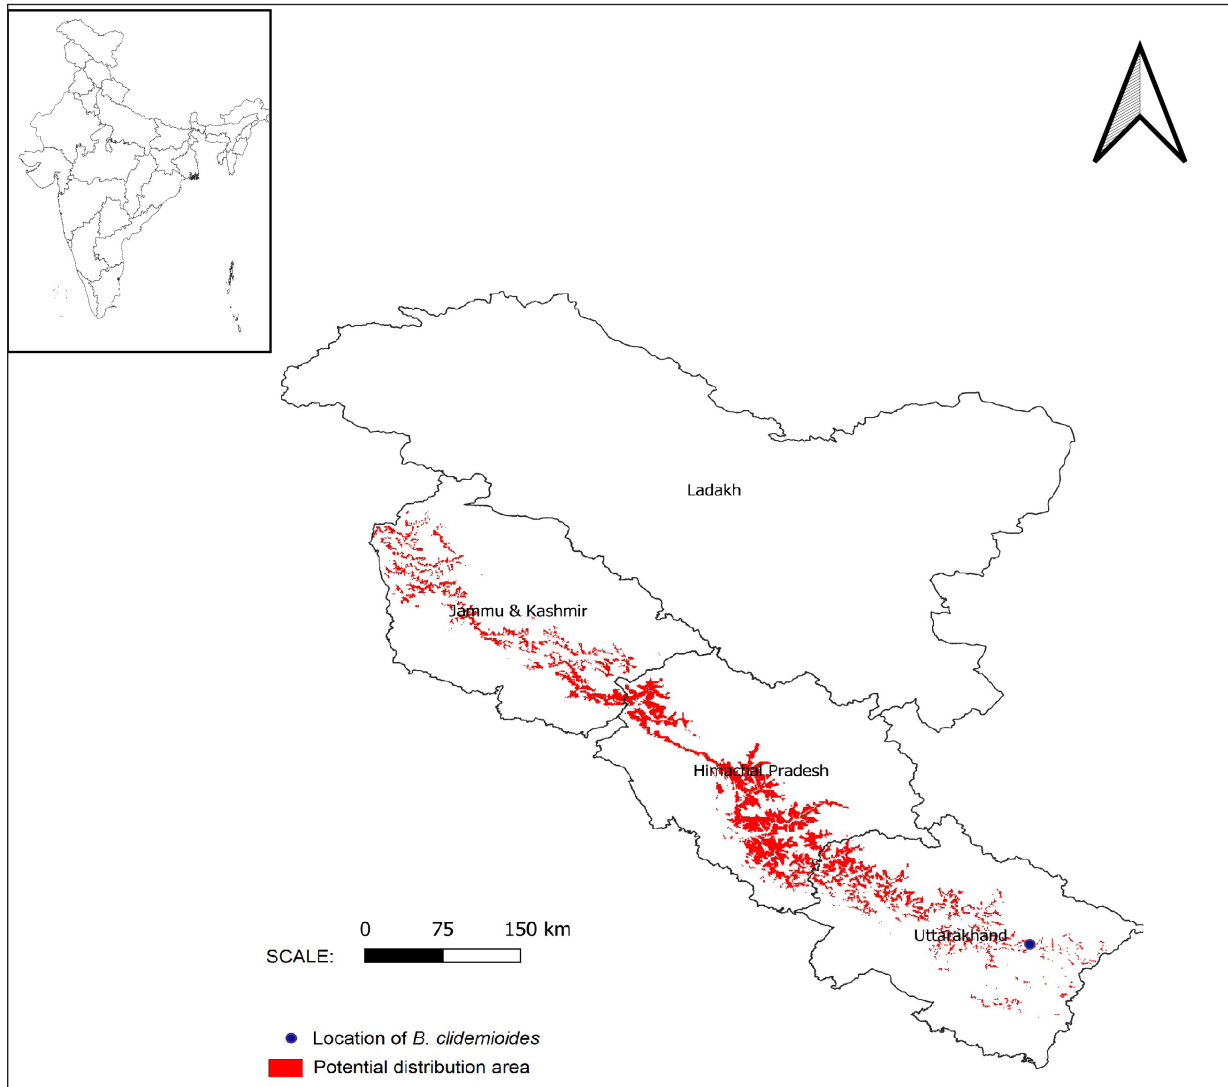 Ladakh
Jammu & Kashmir
Himachal Pradesh
Uttarakhand
0 75 150 km
SCALE:
Location of B. clidemioides
Potential distribution area